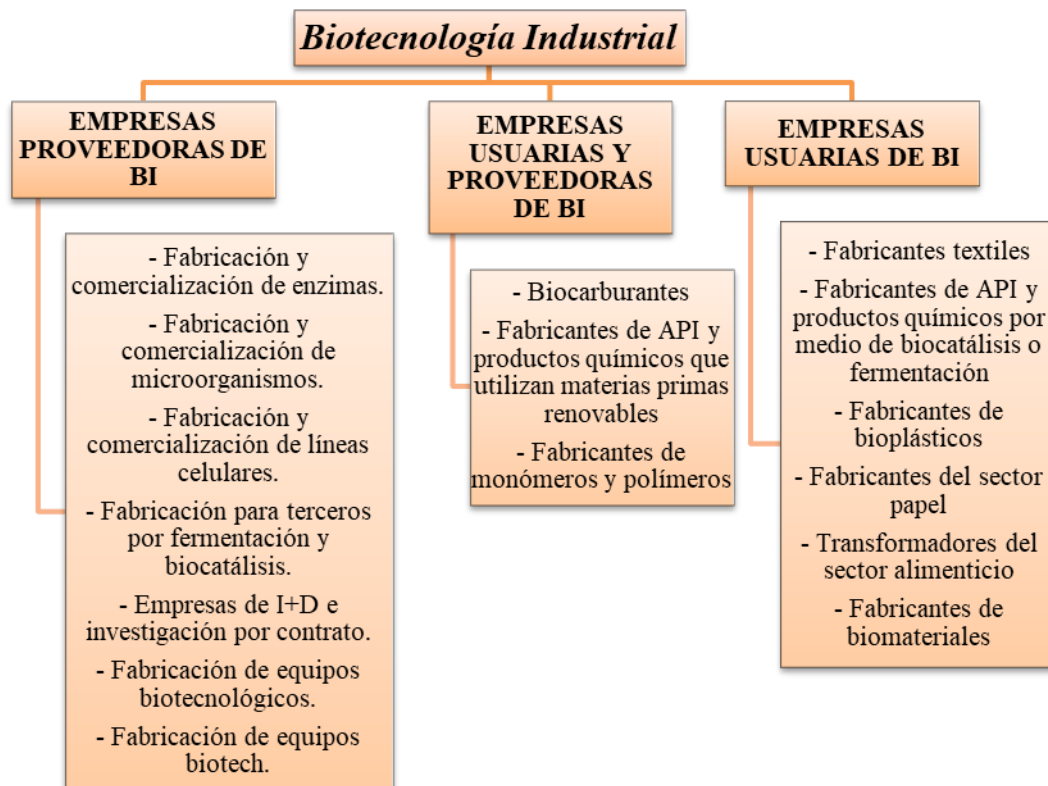 Biotecnología Industrial
EMPRESAS
PROVEEDORAS DE
BI
- Fabricación y
comercialización de enzimas.
- Fabricación y
comercialización de
microorganismos.
- Fabricación y
comercialización de líneas
celulares.
- Fabricación para terceros
por fermentación y
biocatálisis.
- Empresas de I+D e
investigación por contrato.
- Fabricación de equipos
biotecnológicos.
- Fabricación de equipos
biotech.
EMPRESAS
USUARIAS Y
PROVEEDORAS
DE BI
- Biocarburantes
- Fabricantes de API y
productos químicos que
utilizan materias primas
renovables
- Fabricantes de
monómeros y polímeros
EMPRESAS
USUARIAS DE BI
- Fabricantes textiles
- Fabricantes de API y
productos químicos por
medio de biocatálisis o
fermentación
- Fabricantes de
bioplásticos
- Fabricantes del sector
papel
- Transformadores del
sector alimenticio
- Fabricantes de
biomateriales